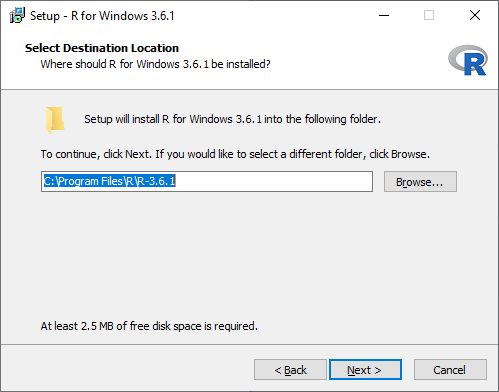 Setup - R for Windows 3.6.1
Select Destination Location
Where should R for Windows 3.6.1 be installed?
R
Setup will install R for Windows 3.6.1 into the following folder.
To continue, click Next. If you would like to select a different folder, click Browse.
C:\Program Files\R\R-3.6.1
Browse...
At least 2.5 MB of free disk space is required.
< Back
Next >
Cancel